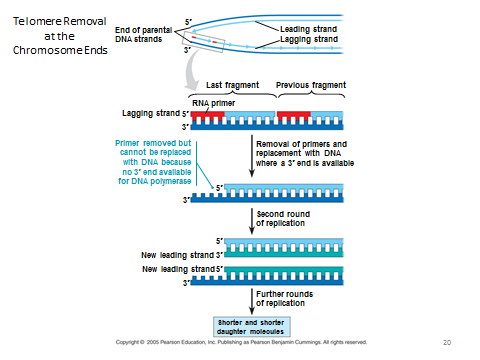 Telomere Removal
at the
Chromosome Ends
5′
End of parental
DNA strands
3′
Leading strand
Lagging strand
Last fragment
Previous fragment
RNA primer
Lagging strand 5′
3′
Primer removed but
cannot be replaced
with DNA because
no 3′ end available
for DNA polymerase
Removal of primers and
replacement with DNA
where a 3′ end is available
5′
3′
Second round
of replication
5′
New leading strand 3′
New leading strand 5′
3′
Further rounds
of replication
Shorter and shorter
daughter molecules
Copyright © 2005 Pearson Education, Inc. Publishing as Pearson Benjamin Cummings. All rights reserved.
20